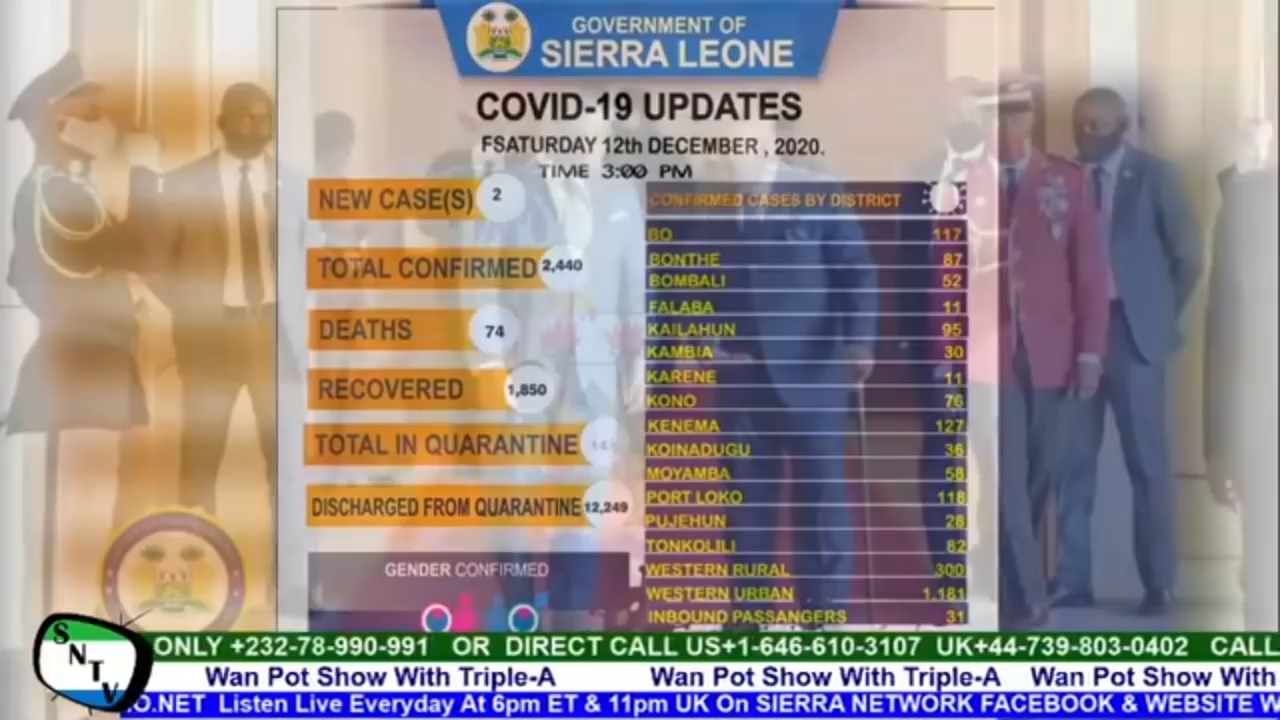 GOVERNMENT OF
SIERRA LEONE
COVID-19 UPDATES
FSATURDAY 12th DECEMBER , 2020.
TIME 3:00 PM
NEW CASE(S) 2
TOTAL CONFIRMED 2,440
DEATHS 74
RECOVERED 1,850
TOTAL IN QUARANTINE
DISCHARGED FROM QUARANTINE 12,249
GENDER CONFIRMED
CONFIRMED CASES BY DISTRICT
BO 117
BONTHE 87
BOMBALI 52
FALABA 11
KAILAHUN 95
KAMBIA 30
KARENE 11
KONO 76
KENEMA 127
KOINADUGU 36
MOYAMBA 58
PORT LOKO 118
PUJEHUN 28
TONKOLILI 82
WESTERN RURAL 300
WESTERN URBAN 1,181
INBOUND PASSANGERS 31
SNTV
ONLY +232-78-990-991 OR DIRECT CALL US+1-646-610-3107 UK+44-739-803-0402 CALL
Wan Pot Show With Triple-A Wan Pot Show With Triple-A Wan Pot Show With
O.NET Listen Live Everyday At 6pm ET & 11pm UK On SIERRA NETWORK FACEBOOK & WEBSITE W